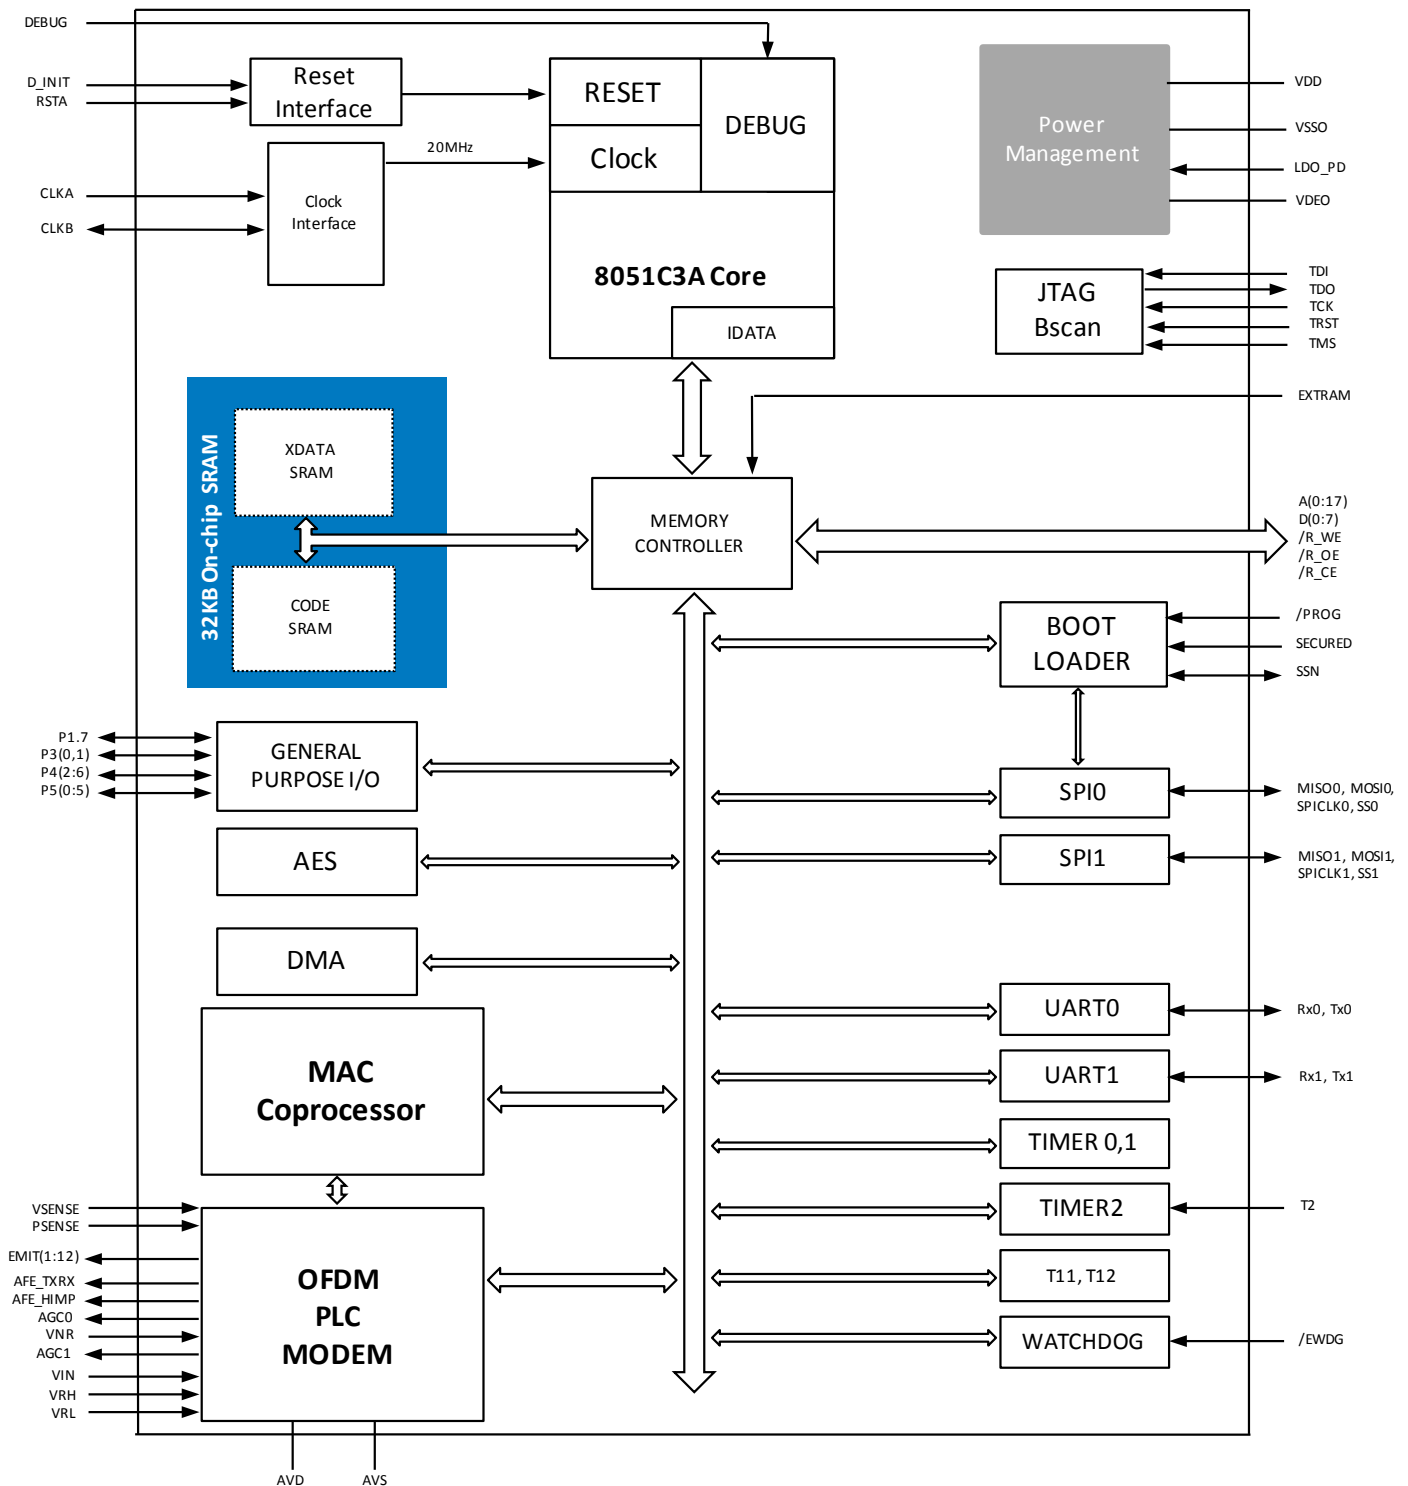 DEBUG
D_INIT
RSTA
Reset
Interface
RESET
DEBUG
Clock
20MHz
CLKA
CLKB
Clock
Interface
8051C3A Core
IDATA
Power
Management
VDD
VSSO
LDO_PD
VDEO
JTAG
Bscan
TDI
TDO
TCK
TRST
TMS
EXTRAM
32KB On-chip SRAM
XDATA
SRAM
CODE
SRAM
MEMORY
CONTROLLER
A(0:17)
D(0:7)
/R_WE
/R_OE
/R_CE
BOOT
LOADER
/PROG
SECURED
SSN
P1.7
P3(0,1)
P4(2:6)
P5(0:5)
GENERAL
PURPOSE I/O
SPI0
MISO0, MOSI0,
SPICLK0, SS0
AES
SPI1
MISO1, MOSI1,
SPICLK1, SS1
DMA
UART0
Rx0, Tx0
MAC
Coprocessor
UART1
Rx1, Tx1
TIMER 0,1
TIMER2
T2
T11, T12
WATCHDOG
/EWDG
VSENSE
PSENSE
EMIT(1:12)
AFE_TXRX
AFE_HIMP
AGC0
VNR
AGC1
VIN
VRH
VRL
OFDM
PLC
MODEM
AVD
AVS